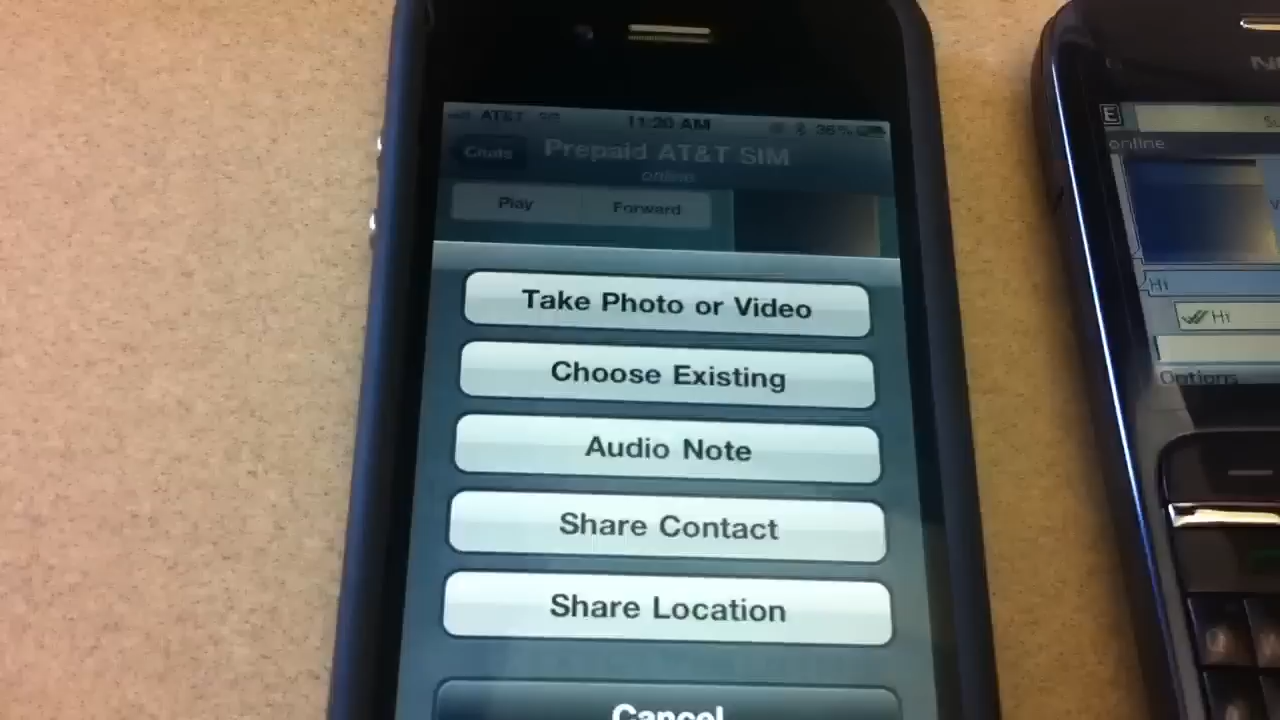 AT&T 11:20 AM 36%
Chats Prepaid AT&T SIM
online
Play Forward
Take Photo or Video
Choose Existing
Audio Note
Share Contact
Share Location
Cancel
E
online
Hi
Hi
Options